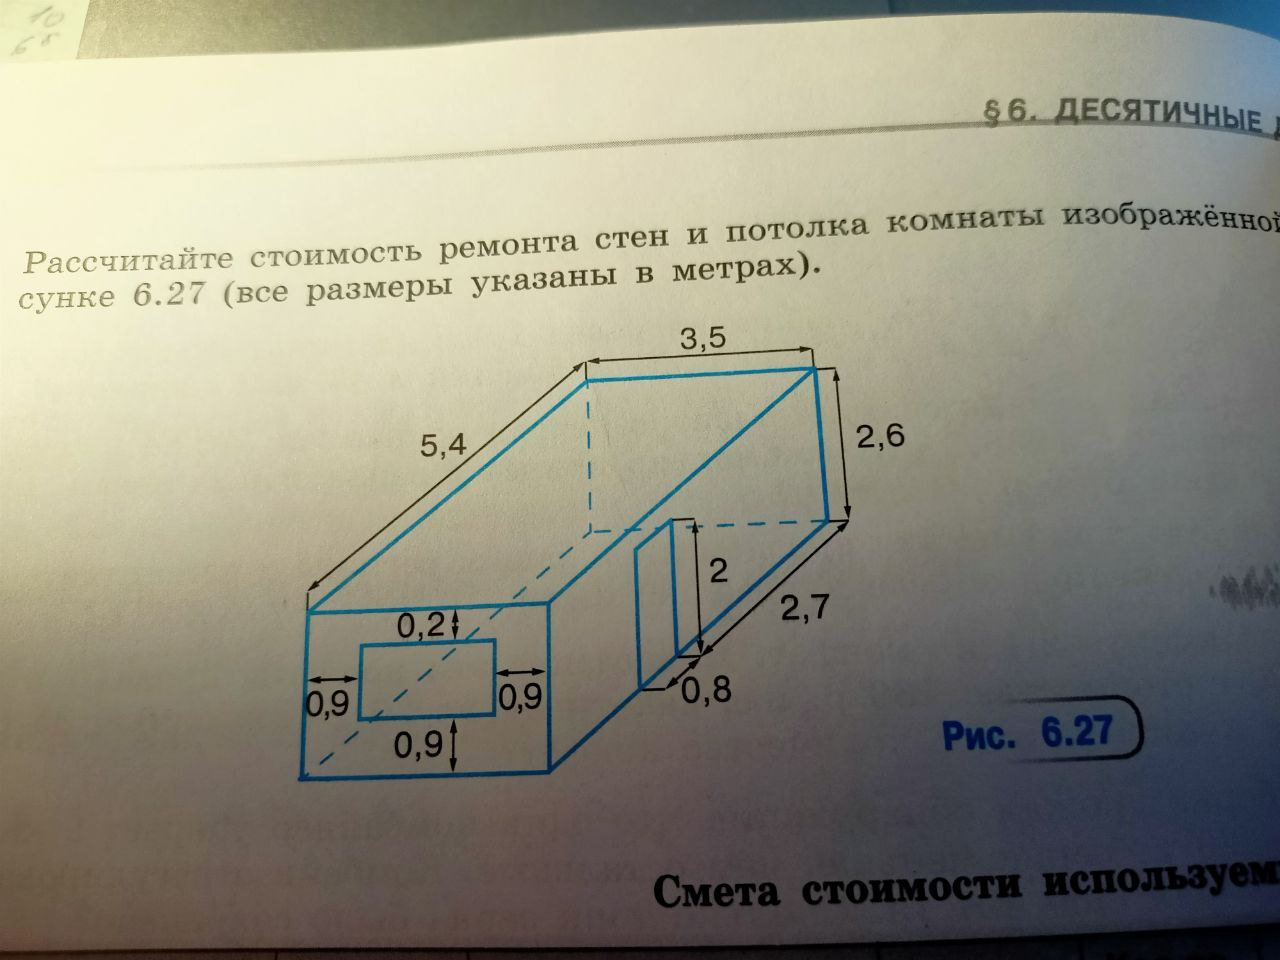 § 6. ДЕСЯТИЧНЫЕ
Рассчитайте стоимость ремонта стен и потолка комнаты изображённой
сунке 6.27 (все размеры указаны в метрах).
3,5
5,4
2,6
0,2
2
2,7
0,9
0,9
0,8
0,9
Рис. 6.27
Смета стоимости используем